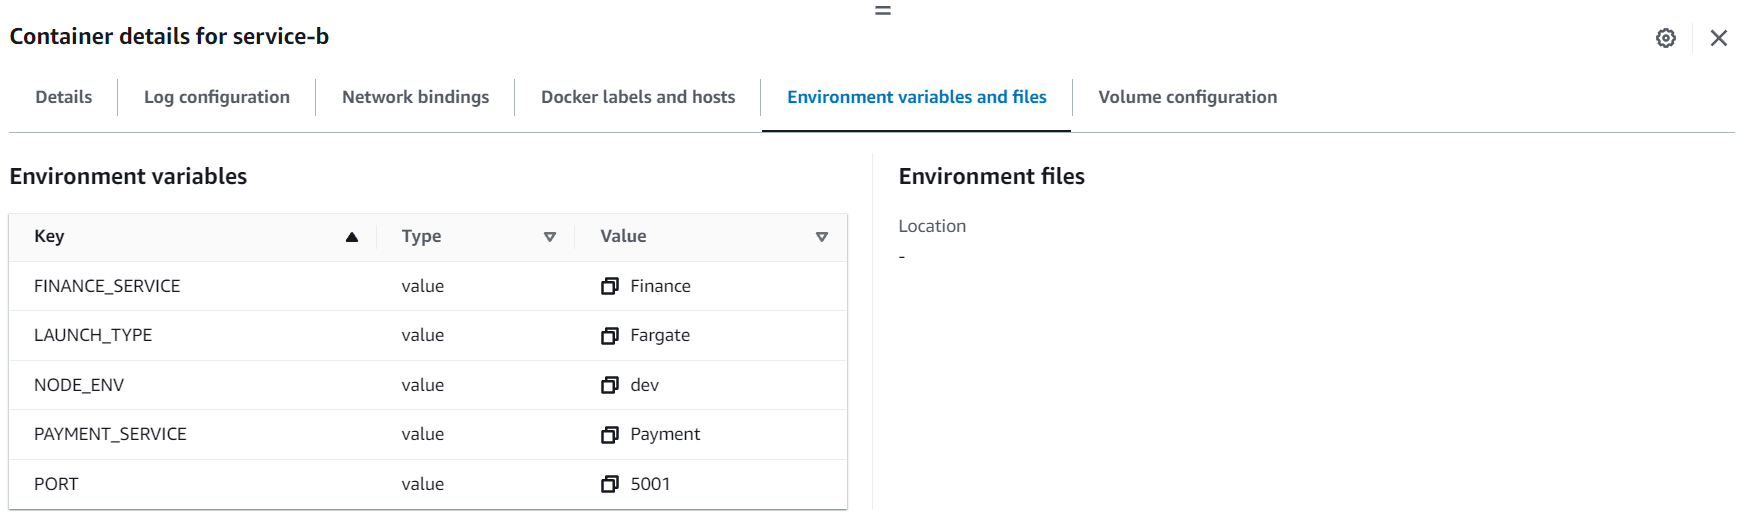 Container details for service-b
Details Log configuration Network bindings Docker labels and hosts Environment variables and files Volume configuration
Environment variables
Key Type Value
FINANCE_SERVICE value Finance
LAUNCH_TYPE value Fargate
NODE_ENV value dev
PAYMENT_SERVICE value Payment
PORT value 5001
Environment files
Location
-